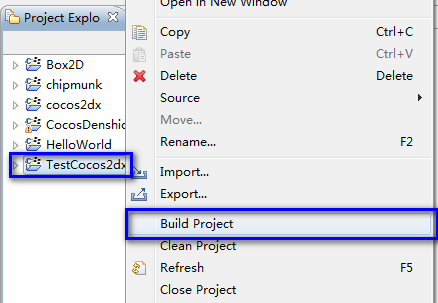 Project Explo
Box2D
chipmunk
cocos2dx
CocosDenshio
HelloWorld
TestCocos2dx
Open in New Window
Copy Ctrl+C
Paste Ctrl+V
Delete Delete
Source
Move...
Rename... F2
Import...
Export...
Build Project
Clean Project
Refresh F5
Close Project